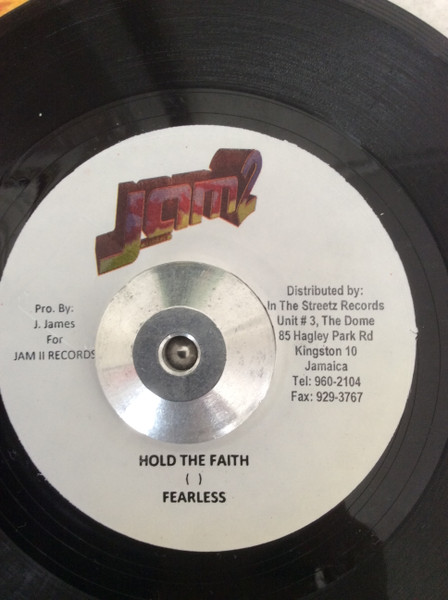 Jam2
Pro. By:
J. James
For
JAM II RECORDS
Distributed by:
In The Streetz Records
Unit # 3, The Dome
85 Hagley Park Rd
Kingston 10
Jamaica
Tel: 960-2104
Fax: 929-3767
HOLD THE FAITH
( )
FEARLESS